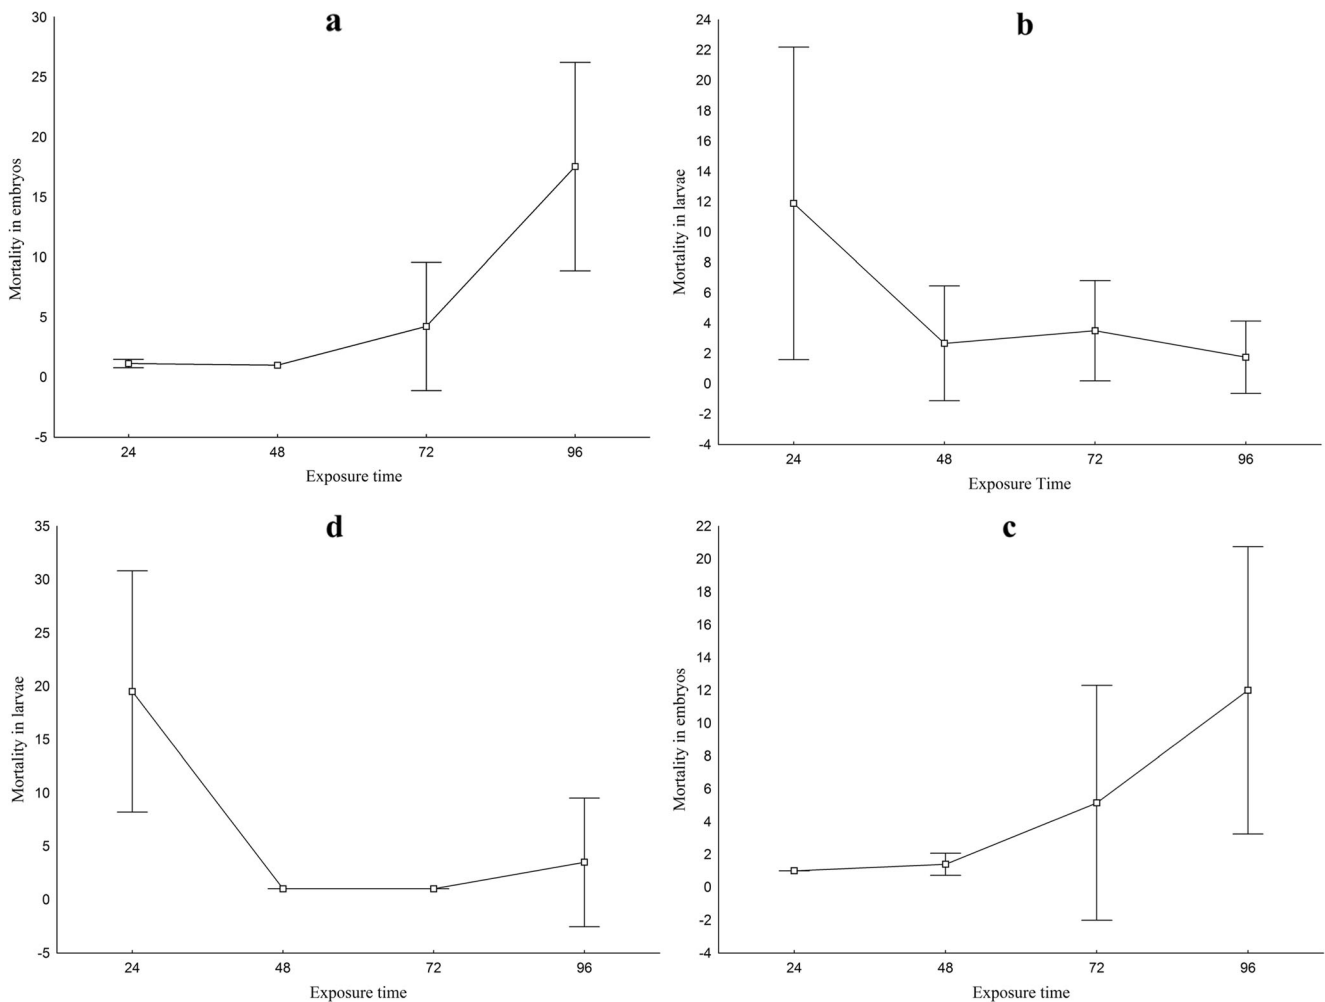 a
30
25
20
15
10
5
0
-5
Mortality in embryos
24 48 72 96
Exposure time
b
24
22
20
18
16
14
12
10
8
6
4
2
0
-2
-4
Mortality in larvae
24 48 72 96
Exposure Time
d
35
30
25
20
15
10
5
0
-5
Mortality in larvae
24 48 72 96
Exposure time
c
22
20
18
16
14
12
10
8
6
4
2
0
-2
-4
Mortality in embryos
24 48 72 96
Exposure time